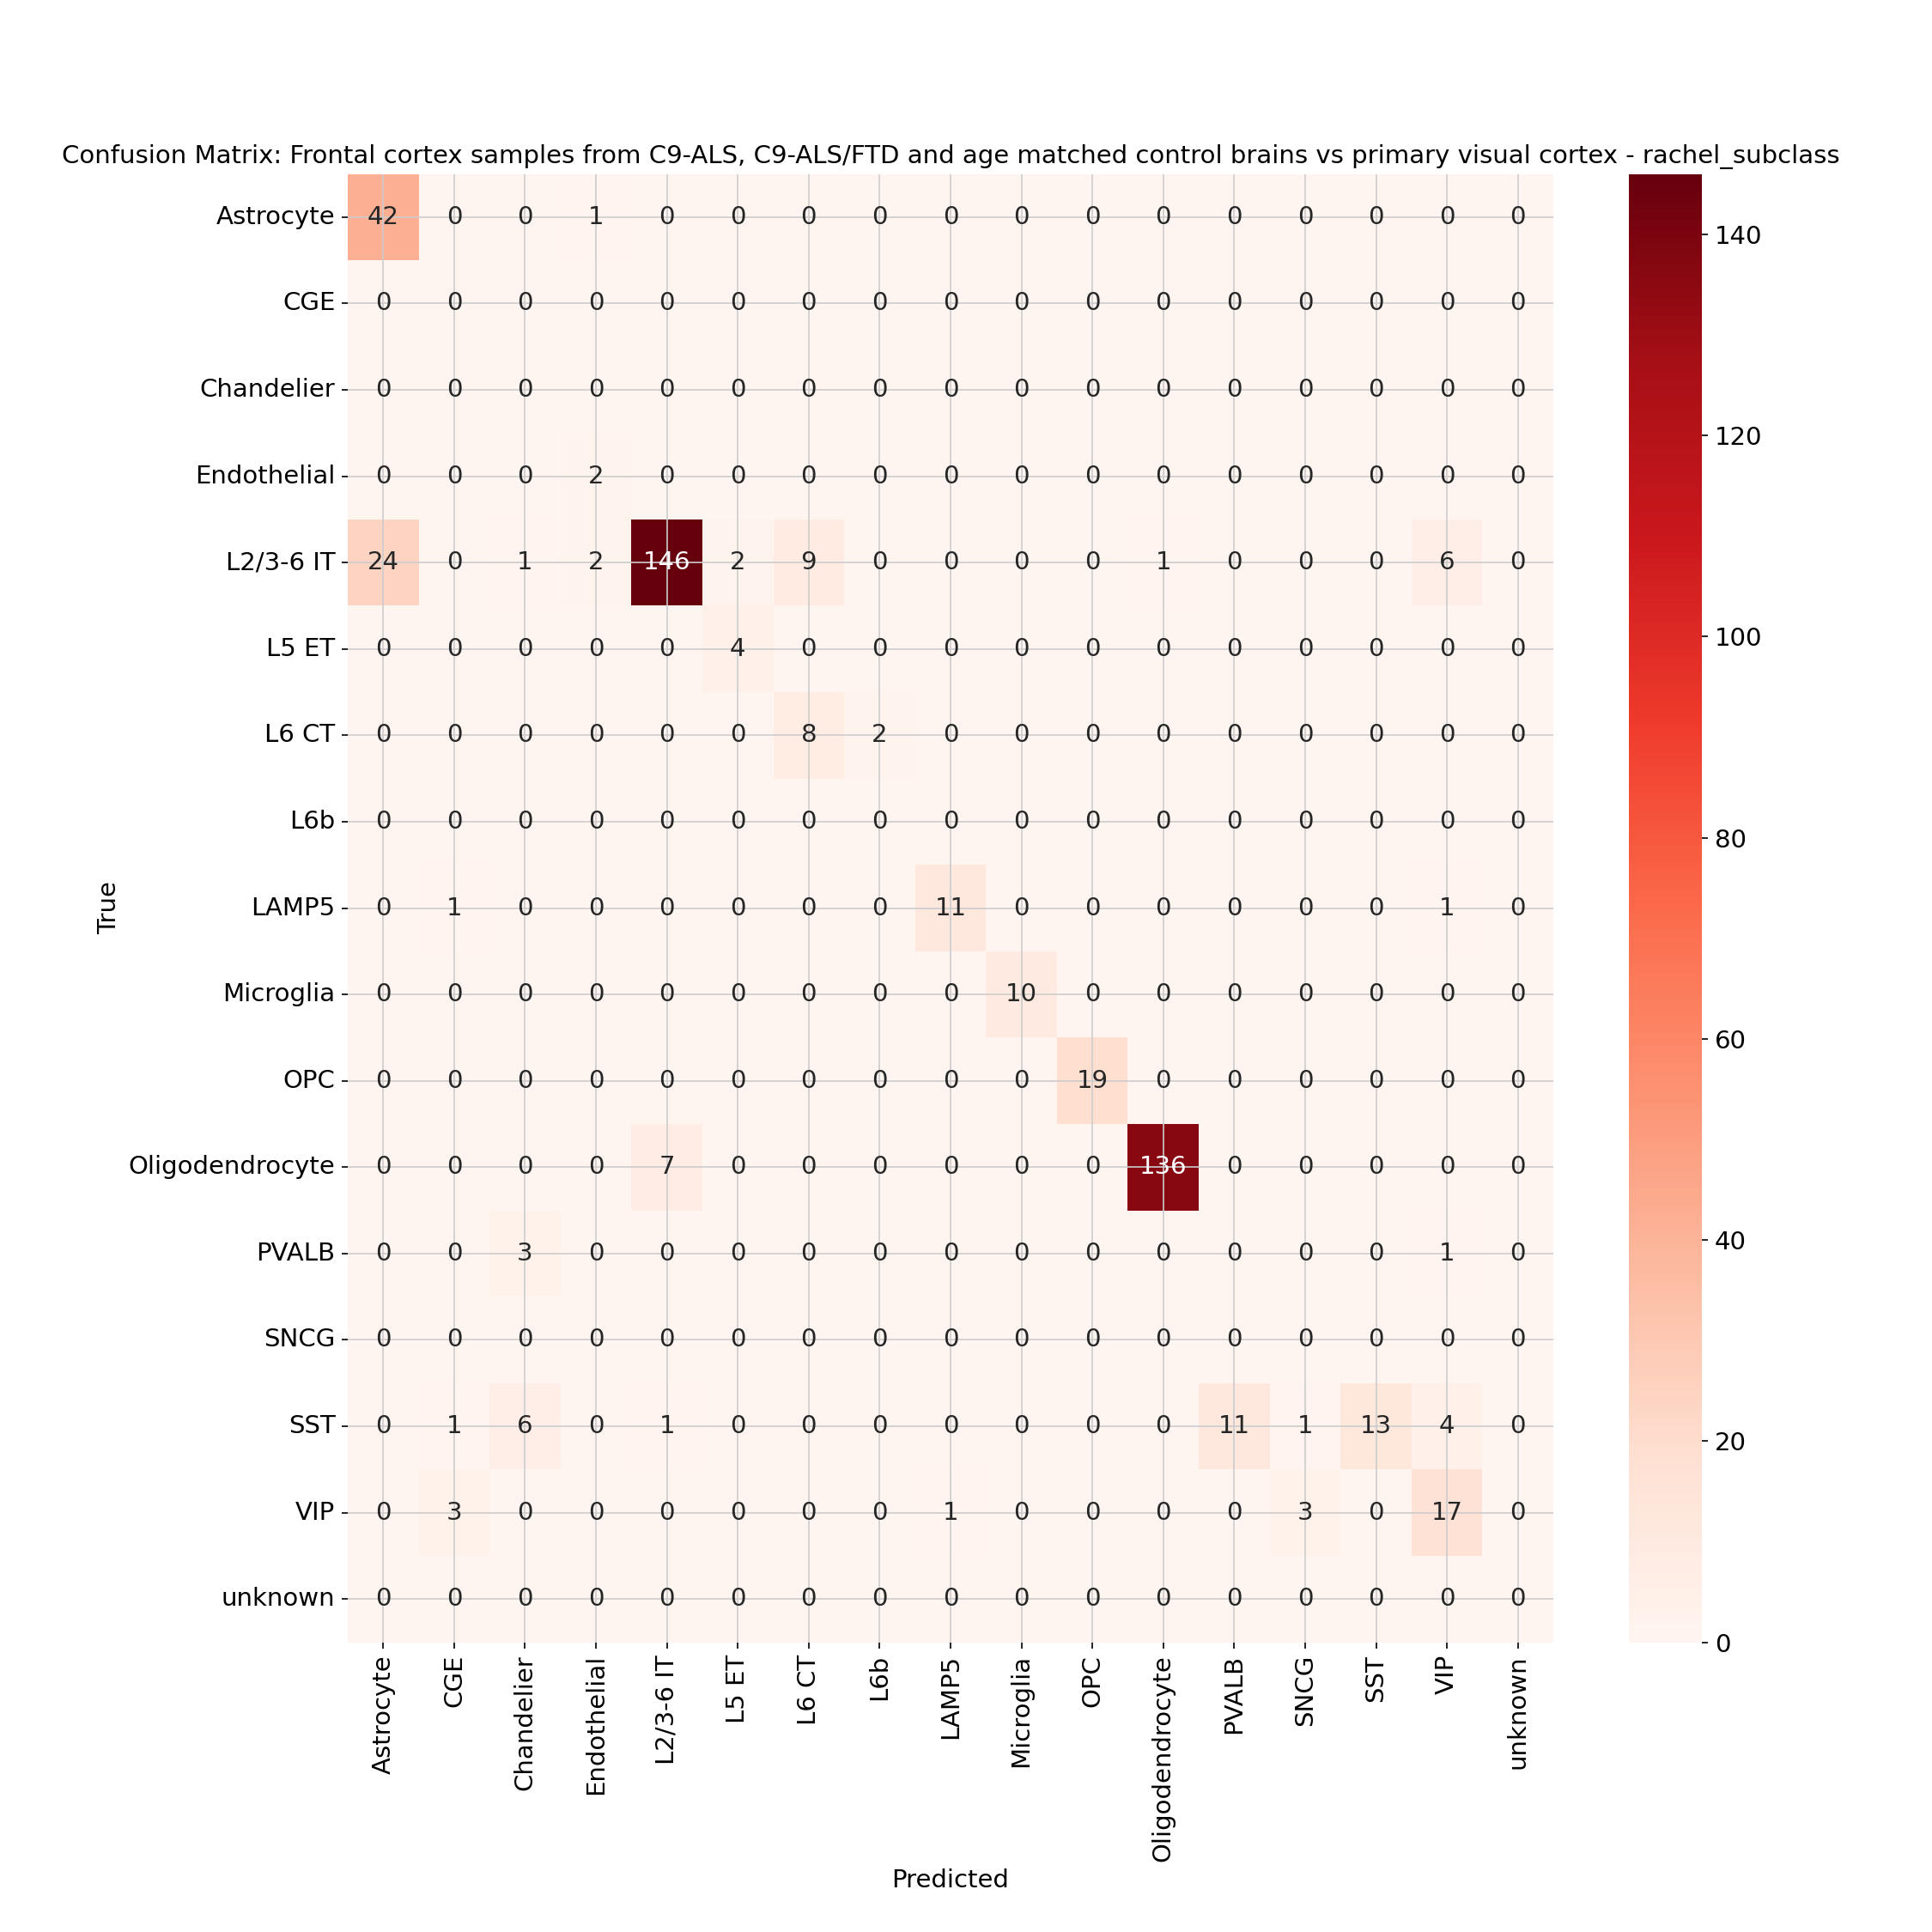 Confusion Matrix: Frontal cortex samples from C9-ALS, C9-ALS/FTD and age matched control brains vs primary visual cortex - rachel_subclass
Astrocyte 42 0 0 1 0 0 0 0 0 0 0 0 0 0 0 0 0
CGE 0 0 0 0 0 0 0 0 0 0 0 0 0 0 0 0 0
Chandelier 0 0 0 0 0 0 0 0 0 0 0 0 0 0 0 0 0
Endothelial 0 0 0 2 0 0 0 0 0 0 0 0 0 0 0 0 0
L2/3-6 IT 24 0 1 2 146 2 9 0 0 0 0 1 0 0 0 6 0
L5 ET 0 0 0 0 0 4 0 0 0 0 0 0 0 0 0 0 0
L6 CT 0 0 0 0 0 0 8 2 0 0 0 0 0 0 0 0 0
L6b 0 0 0 0 0 0 0 0 0 0 0 0 0 0 0 0 0
LAMP5 0 1 0 0 0 0 0 0 11 0 0 0 0 0 0 1 0
Microglia 0 0 0 0 0 0 0 0 0 10 0 0 0 0 0 0 0
OPC 0 0 0 0 0 0 0 0 0 0 19 0 0 0 0 0 0
Oligodendrocyte 0 0 0 0 7 0 0 0 0 0 0 136 0 0 0 0 0
PVALB 0 0 3 0 0 0 0 0 0 0 0 0 0 0 0 1 0
SNCG 0 0 0 0 0 0 0 0 0 0 0 0 0 0 0 0 0
SST 0 1 6 0 1 0 0 0 0 0 0 0 11 1 13 4 0
VIP 0 3 0 0 0 0 0 0 1 0 0 0 0 3 0 17 0
unknown 0 0 0 0 0 0 0 0 0 0 0 0 0 0 0 0 0
True
Astrocyte
CGE
Chandelier
Endothelial
L2/3-6 IT
L5 ET
L6 CT
L6b
LAMP5
Microglia
OPC
Oligodendrocyte
PVALB
SNCG
SST
VIP
unknown
Predicted
140
120
100
80
60
40
20
0